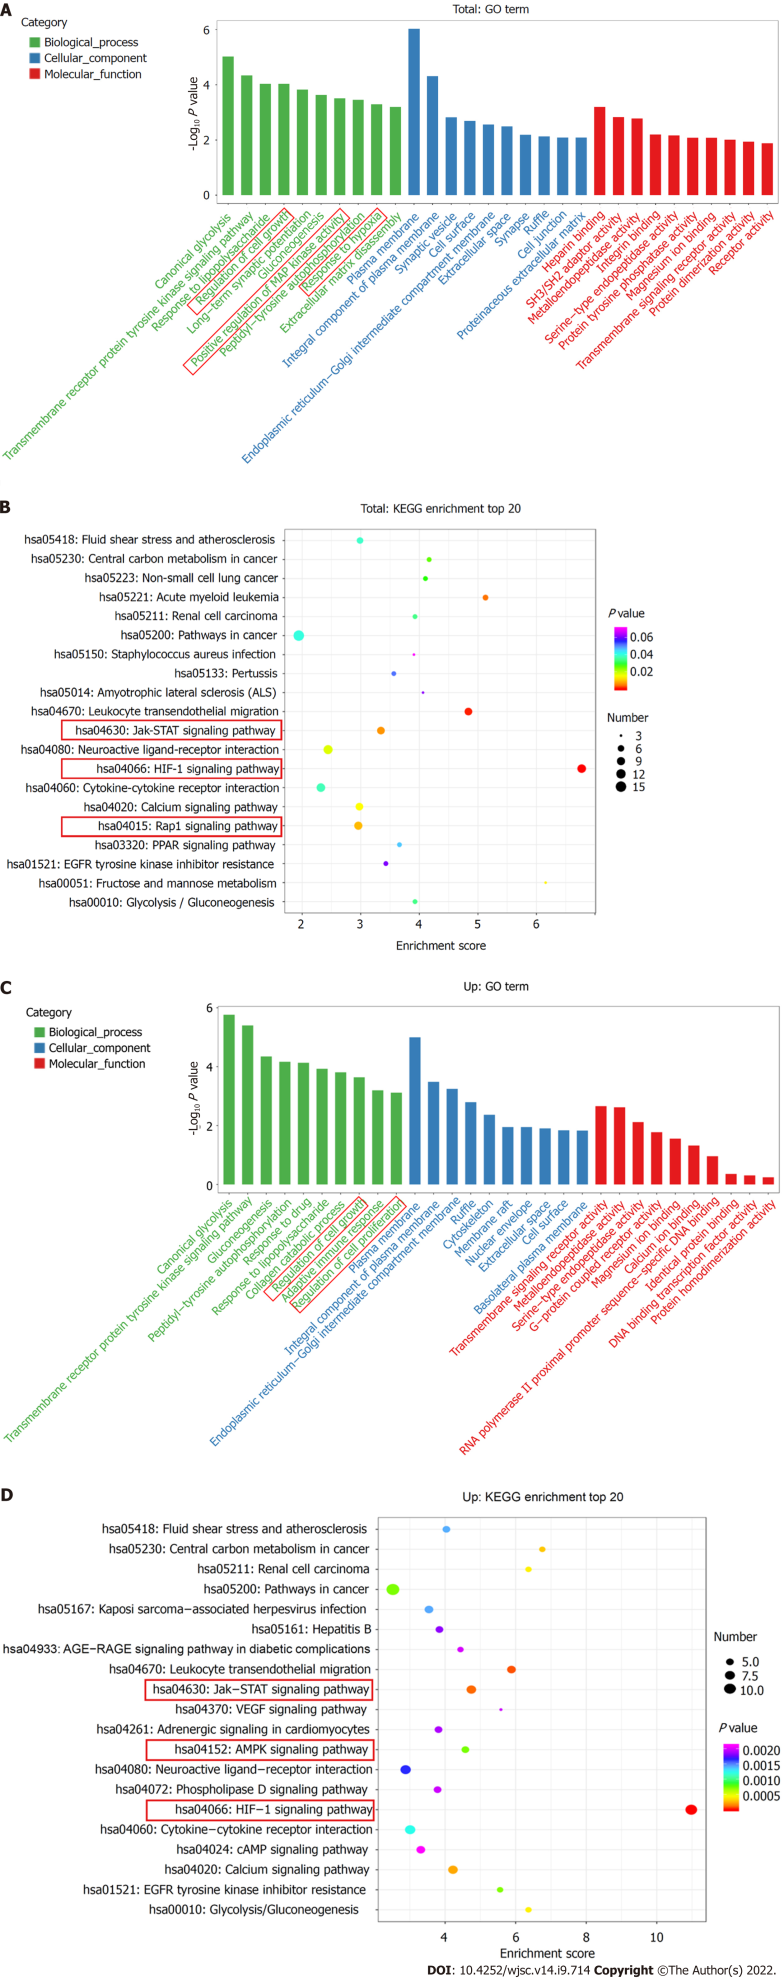 A
Total: GO term
Category
Biological_process
Cellular_component
Molecular_function
-Log10 P value
6
4
2
0
Canonical glycolysis
Transmembrane receptor protein tyrosine kinase signaling pathway
Response to lipopolysaccharide
Regulation of cell growth
Long-term synaptic potentiation
Gluconeogenesis
Positive regulation of MAP kinase activity
Peptidyl-tyrosine autophosphorylation
Response to hypoxia
Extracellular matrix disassembly
Plasma membrane
Integral component of plasma membrane
Synaptic vesicle
Cell surface
Endoplasmic reticulum-Golgi intermediate compartment membrane
Extracellular space
Synapse
Ruffle
Cell junction
Proteinaceous extracellular matrix
Heparin binding
SH3/SH2 adaptor activity
Metalloendopeptidase activity
Integrin binding
Serine-type endopeptidase activity
Protein tyrosine phosphatase activity
Magnesium ion binding
Transmembrane signaling receptor activity
Protein dimerization activity
Receptor activity
B
Total: KEGG enrichment top 20
hsa05418: Fluid shear stress and atherosclerosis
hsa05230: Central carbon metabolism in cancer
hsa05223: Non-small cell lung cancer
hsa05221: Acute myeloid leukemia
hsa05211: Renal cell carcinoma
hsa05200: Pathways in cancer
hsa05150: Staphylococcus aureus infection
hsa05133: Pertussis
hsa05014: Amyotrophic lateral sclerosis (ALS)
hsa04670: Leukocyte transendothelial migration
hsa04630: Jak-STAT signaling pathway
hsa04080: Neuroactive ligand-receptor interaction
hsa04066: HIF-1 signaling pathway
hsa04060: Cytokine-cytokine receptor interaction
hsa04020: Calcium signaling pathway
hsa04015: Rap1 signaling pathway
hsa03320: PPAR signaling pathway
hsa01521: EGFR tyrosine kinase inhibitor resistance
hsa00051: Fructose and mannose metabolism
hsa00010: Glycolysis / Gluconeogenesis
2 3 4 5 6
Enrichment score
P value
0.06
0.04
0.02
Number
3
6
9
12
15
C
Up: GO term
Category
Biological_process
Cellular_component
Molecular_function
-Log10 P value
6
4
2
0
Canonical glycolysis
Transmembrane receptor protein tyrosine kinase signaling pathway
Gluconeogenesis
Peptidyl-tyrosine autophosphorylation
Response to drug
Response to lipopolysaccharide
Collagen catabolic process
Regulation of cell growth
Adaptive immune response
Regulation of cell proliferation
Plasma membrane
Integral component of plasma membrane
Endoplasmic reticulum-Golgi intermediate compartment membrane
Ruffle
Cytoskeleton
Membrane raft
Nuclear envelope
Extracellular space
Cell surface
Basolateral plasma membrane
Transmembrane signaling receptor activity
Metalloendopeptidase activity
Serine-type endopeptidase activity
G-protein coupled receptor activity
Magnesium ion binding
Calcium ion binding
RNA polymerase II proximal promoter sequence-specific DNA binding
Identical protein binding
DNA binding transcription factor activity
Protein homodimerization activity
D
Up: KEGG enrichment top 20
hsa05418: Fluid shear stress and atherosclerosis
hsa05230: Central carbon metabolism in cancer
hsa05211: Renal cell carcinoma
hsa05200: Pathways in cancer
hsa05167: Kaposi sarcoma-associated herpesvirus infection
hsa05161: Hepatitis B
hsa04933: AGE-RAGE signaling pathway in diabetic complications
hsa04670: Leukocyte transendothelial migration
hsa04630: Jak-STAT signaling pathway
hsa04370: VEGF signaling pathway
hsa04261: Adrenergic signaling in cardiomyocytes
hsa04152: AMPK signaling pathway
hsa04080: Neuroactive ligand-receptor interaction
hsa04072: Phospholipase D signaling pathway
hsa04066: HIF-1 signaling pathway
hsa04060: Cytokine-cytokine receptor interaction
hsa04024: cAMP signaling pathway
hsa04020: Calcium signaling pathway
hsa01521: EGFR tyrosine kinase inhibitor resistance
hsa00010: Glycolysis/Gluconeogenesis
4 6 8 10
Enrichment score
Number
5.0
7.5
10.0
P value
0.0020
0.0015
0.0010
0.0005
DOI: 10.4252/wjsc.v14.i9.714 Copyright ©The Author(s) 2022.